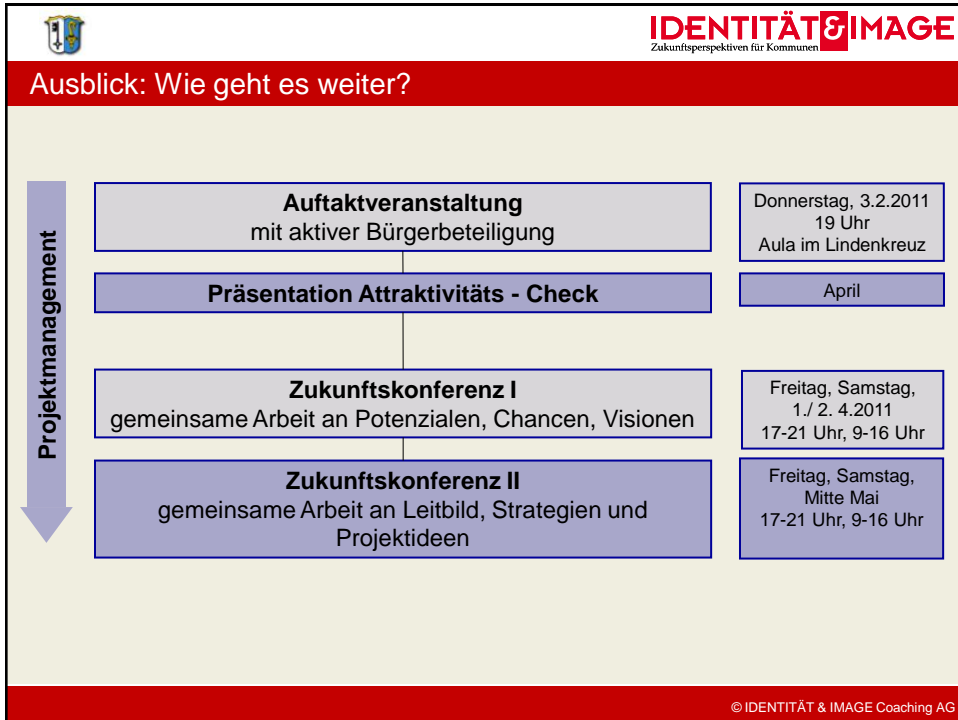 IDENTITÄT & IMAGE
Zukunftsperspektiven für Kommunen
Ausblick: Wie geht es weiter?
Projektmanagement
Auftaktveranstaltung
mit aktiver Bürgerbeteiligung
Donnerstag, 3.2.2011
19 Uhr
Aula im Lindenkreuz
Präsentation Attraktivitäts - Check
April
Zukunftskonferenz I
gemeinsame Arbeit an Potenzialen, Chancen, Visionen
Freitag, Samstag,
1./ 2. 4.2011
17-21 Uhr, 9-16 Uhr
Zukunftskonferenz II
gemeinsame Arbeit an Leitbild, Strategien und
Projektideen
Freitag, Samstag,
Mitte Mai
17-21 Uhr, 9-16 Uhr
© IDENTITÄT & IMAGE Coaching AG